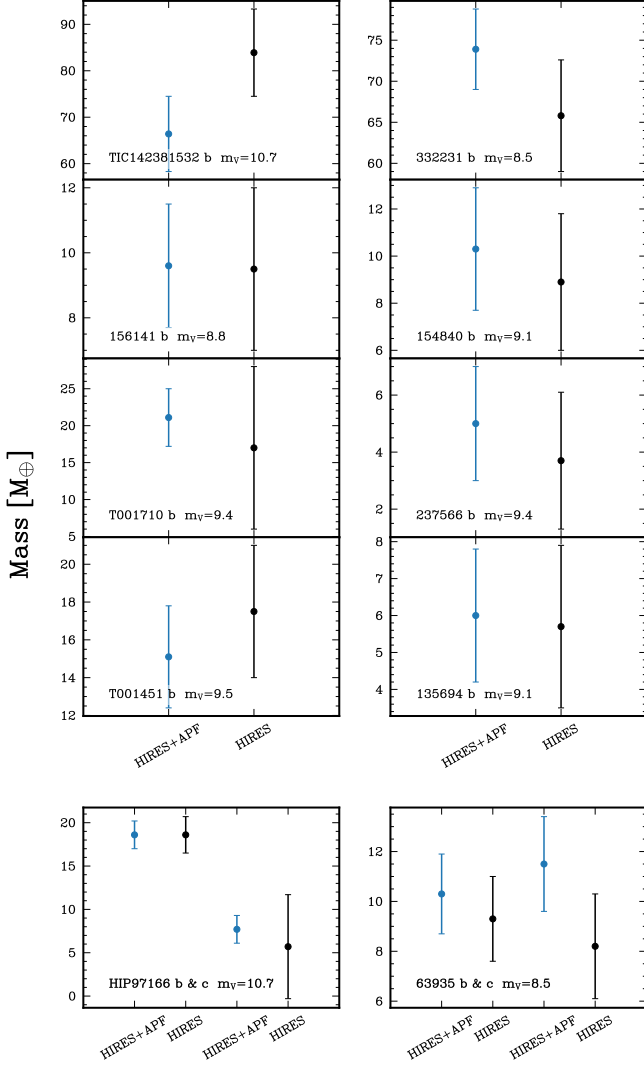 Mass [M⊕]
90
80
70
60
TIC142381532 b m_V=10.7
75
70
65
60
332231 b m_V=8.5
12
10
8
156141 b m_V=8.8
12
10
8
6
154840 b m_V=9.1
25
20
15
10
5
T001710 b m_V=9.4
6
4
2
237566 b m_V=9.4
20
18
16
14
12
T001451 b m_V=9.5
8
7
6
5
4
135694 b m_V=9.1
HIRES+APF HIRES
HIRES+APF HIRES
20
15
10
5
0
HIP97166 b & c m_V=10.7
12
10
8
6
63935 b & c m_V=8.5
HIRES+APF HIRES HIRES+APF HIRES
HIRES+APF HIRES HIRES+APF HIRES